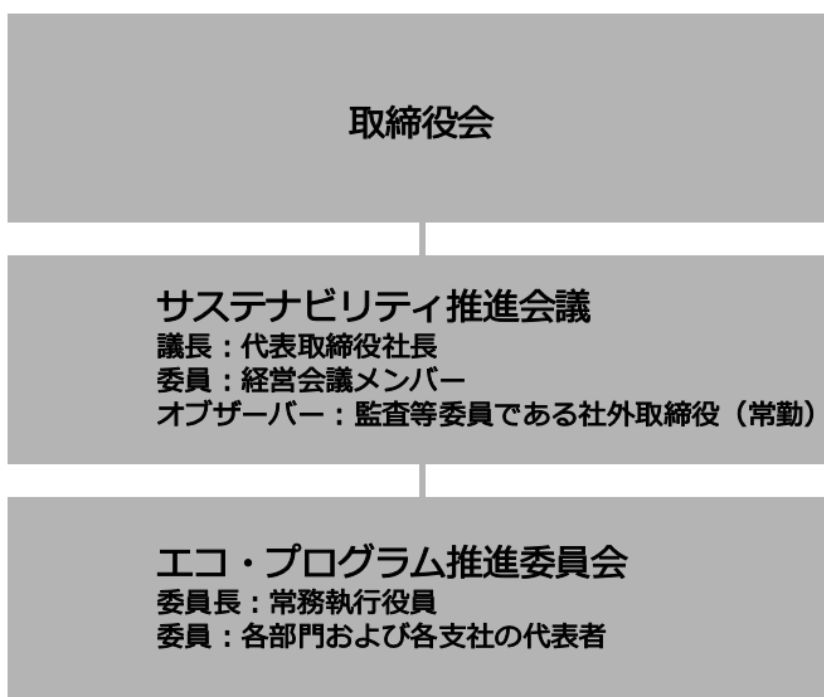 取締役会
サステナビリティ推進会議
議長：代表取締役社長
委員：経営会議メンバー
オブザーバー：監査等委員である社外取締役（常勤）
エコ・プログラム推進委員会
委員長：常務執行役員
委員：各部門および各支社の代表者